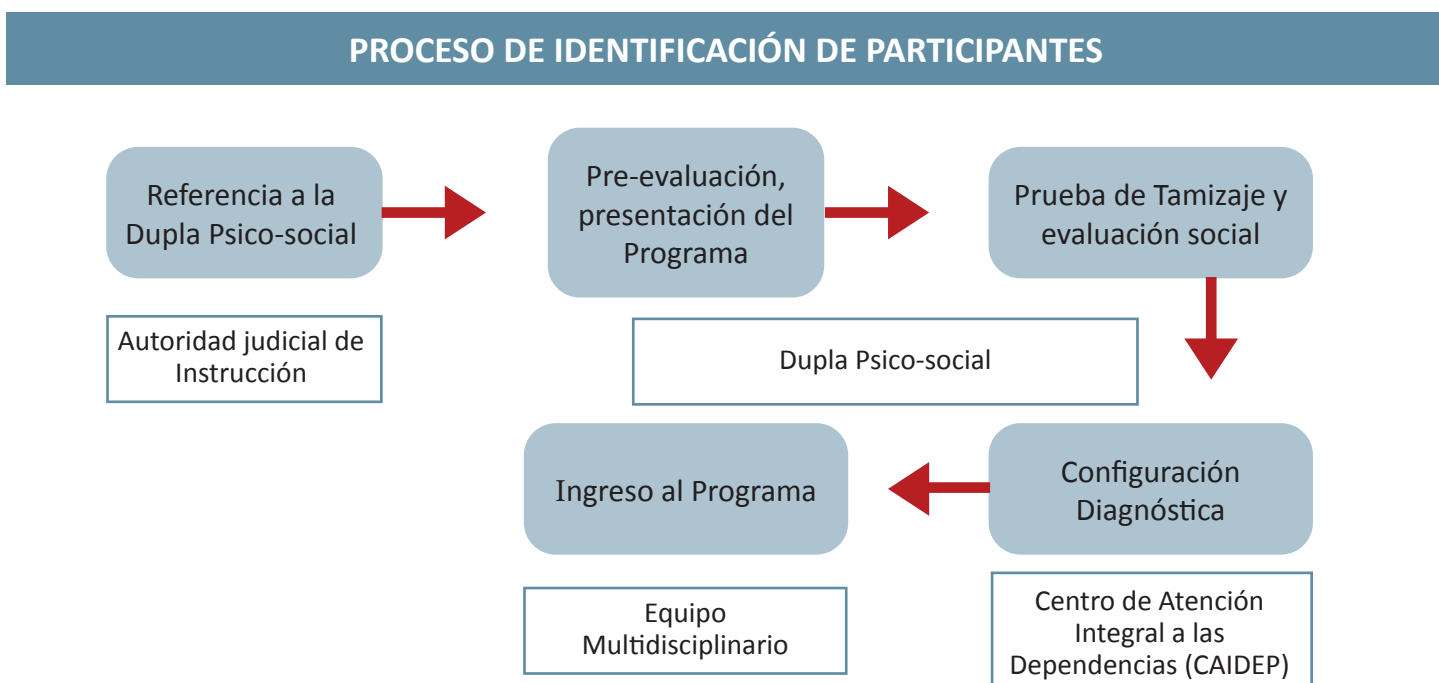 PROCESO DE IDENTIFICACIÓN DE PARTICIPANTES
Referencia a la
Dupla Psico-social
Autoridad judicial de
Instrucción
Pre-evaluación,
presentación del
Programa
Prueba de Tamizaje y
evaluación social
Dupla Psico-social
Configuración
Diagnóstica
Centro de Atención
Integral a las
Dependencias (CAIDEP)
Ingreso al Programa
Equipo
Multidisciplinario